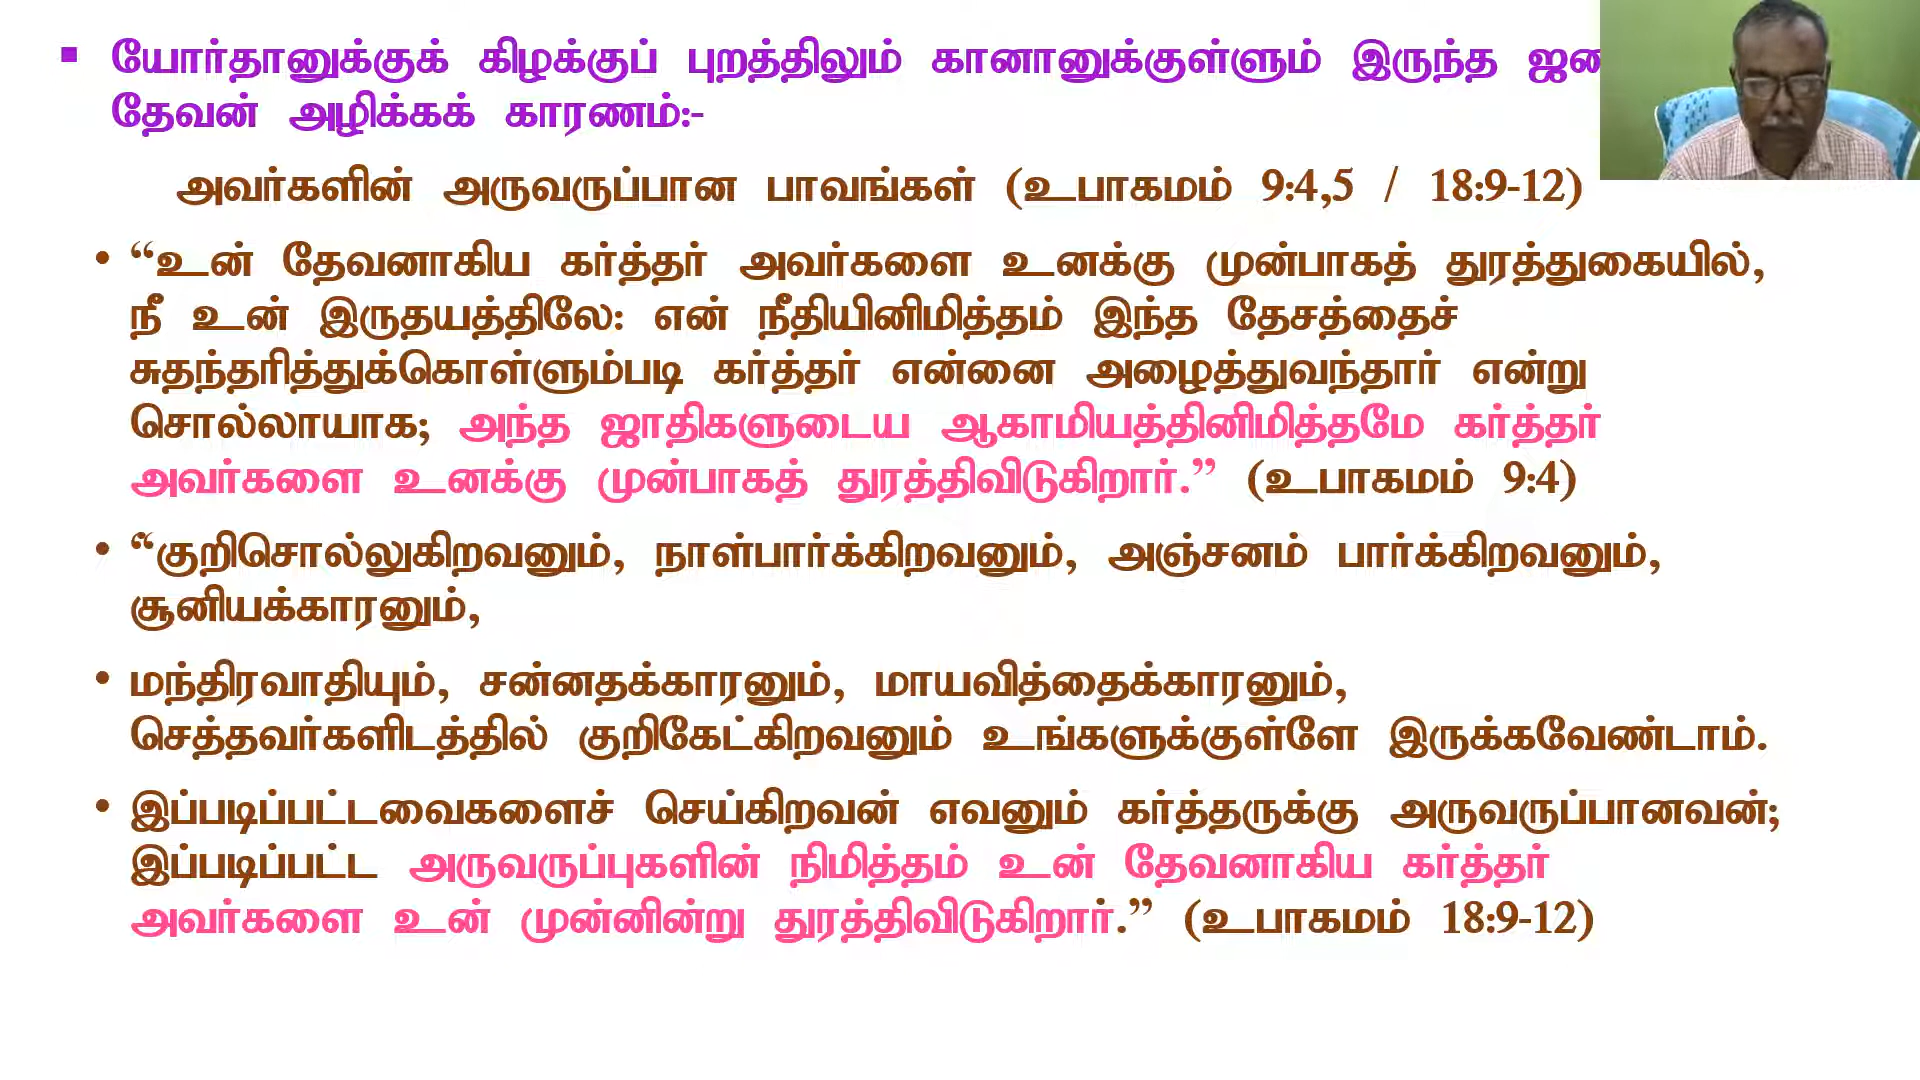 ▪ யோர்தானுக்குக் கிழக்குப் புறத்திலும் கானானுக்குள்ளும் இருந்த
தேவன் அழிக்கக் காரணம்:-
அவர்களின் அருவருப்பான பாவங்கள் (உபாகமம் 9:4,5 / 18:9-12)
• “உன் தேவனாகிய கர்த்தர் அவர்களை உனக்கு முன்பாகத் துரத்துகையில்,
நீ உன் இருதயத்திலே: என் நீதியினிமித்தம் இந்த தேசத்தைச்
சுதந்தரித்துக்கொள்ளும்படி கர்த்தர் என்னை அழைத்துவந்தார் என்று
சொல்லாயாக; அந்த ஜாதிகளுடைய ஆகாமியத்தினிமித்தமே கர்த்தர்
அவர்களை உனக்கு முன்பாகத் துரத்திவிடுகிறார்.” (உபாகமம் 9:4)
• “குறிசொல்லுகிறவனும், நாள்பார்க்கிறவனும், அஞ்சனம் பார்க்கிறவனும்,
சூனியக்காரனும்,
• மந்திரவாதியும், சன்னதக்காரனும், மாயவித்தைக்காரனும்,
செத்தவர்களிடத்தில் குறிகேட்கிறவனும் உங்களுக்குள்ளே இருக்கவேண்டாம்.
• இப்படிப்பட்டவைகளைச் செய்கிறவன் எவனும் கர்த்தருக்கு அருவருப்பானவன்;
இப்படிப்பட்ட அருவருப்புகளின் நிமித்தம் உன் தேவனாகிய கர்த்தர்
அவர்களை உன் முன்னின்று துரத்திவிடுகிறார்.” (உபாகமம் 18:9-12)